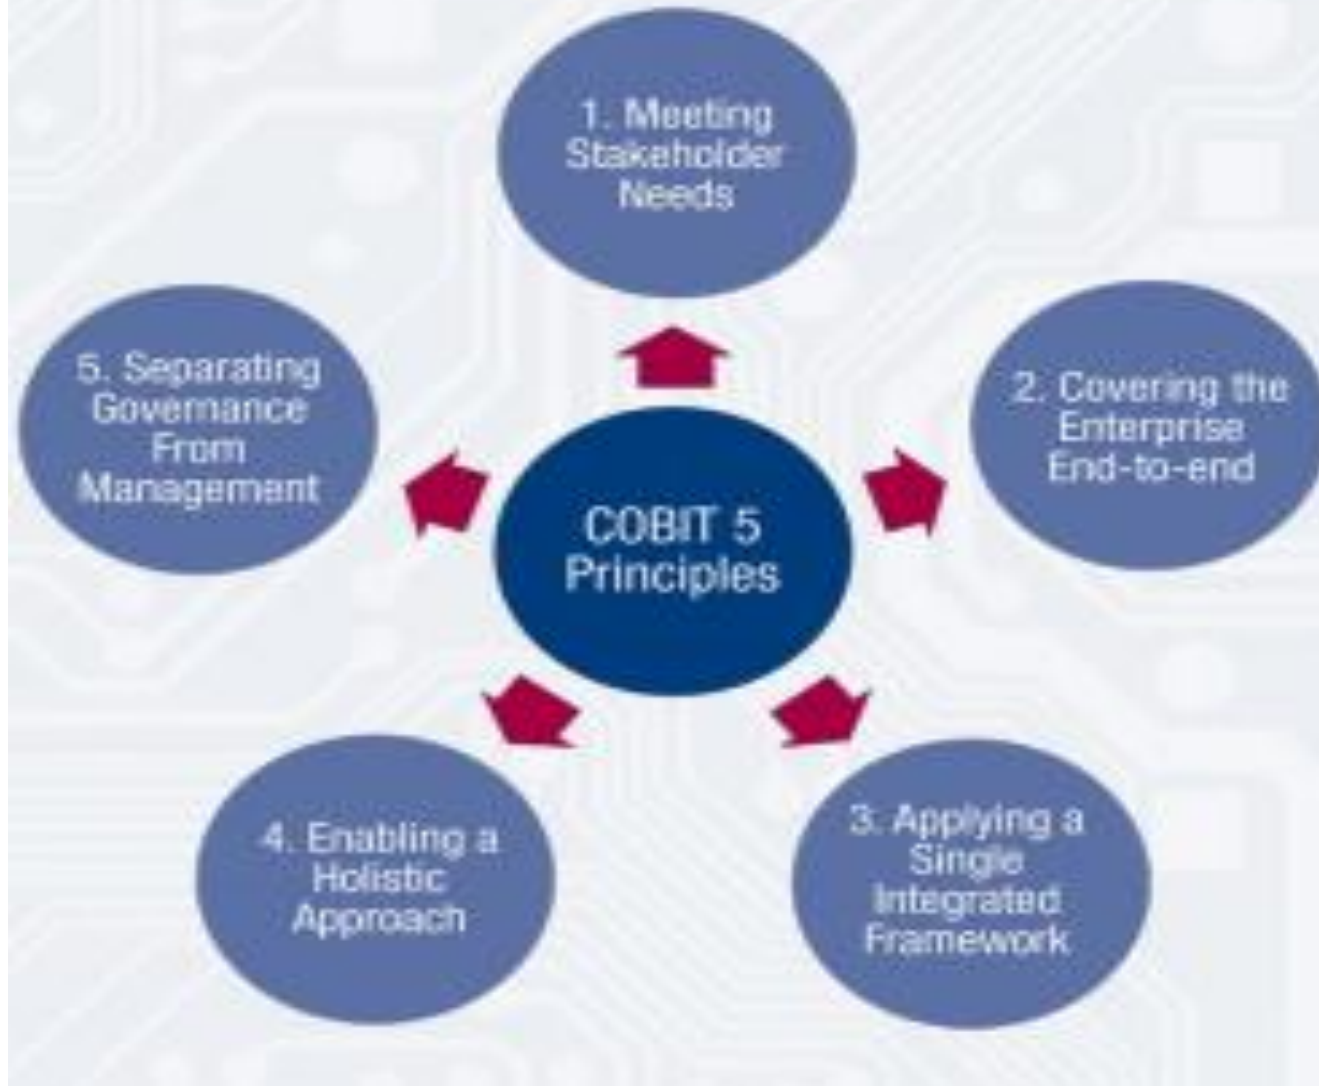 1. Meeting
Stakeholder
Needs
2. Covering the
Enterprise
End-to-end
3. Applying a
Single
Integrated
Framework
4. Enabling a
Holistic
Approach
5. Separating
Governance
From
Management
COBIT 5
Principles